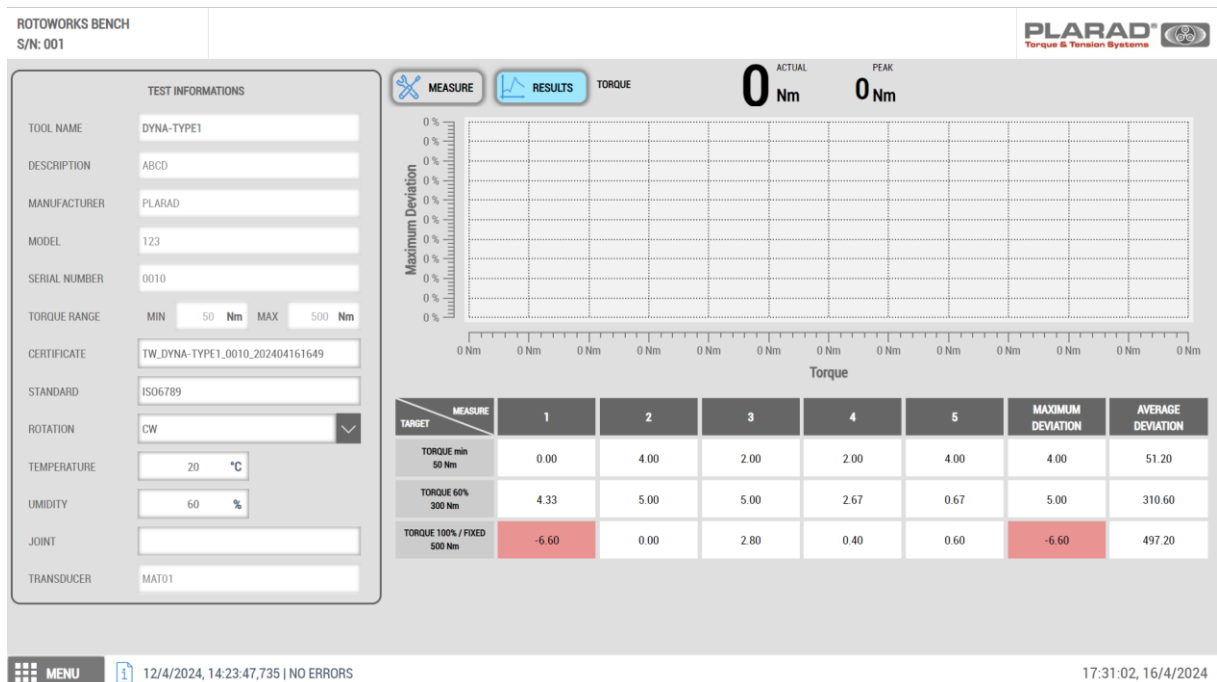 ROTOWORKS BENCH
S/N: 001
PLARAD®
Torque & Tension Systems
TEST INFORMATIONS
TOOL NAME DYNA-TYPE1
DESCRIPTION ABCD
MANUFACTURER PLARAD
MODEL 123
SERIAL NUMBER 0010
TORQUE RANGE MIN 50 Nm MAX 500 Nm
CERTIFICATE TW_DYNA-TYPE1_0010_202404161649
STANDARD ISO6789
ROTATION CW
TEMPERATURE 20 °C
UMIDITY 60 %
JOINT
TRANSDUCER MAT01
MEASURE RESULTS TORQUE 0 ACTUAL Nm 0 PEAK Nm
Maximum Deviation
0 %
0 %
0 %
0 %
0 %
0 %
0 %
0 %
0 %
0 %
0 %
0 Nm 0 Nm 0 Nm 0 Nm 0 Nm 0 Nm 0 Nm 0 Nm 0 Nm 0 Nm 0 Nm 0 Nm 0 Nm
Torque
MEASURE TARGET 1 2 3 4 5 MAXIMUM DEVIATION AVERAGE DEVIATION
TORQUE min 50 Nm 0.00 4.00 2.00 2.00 4.00 4.00 51.20
TORQUE 60% 300 Nm 4.33 5.00 5.00 2.67 0.67 5.00 310.60
TORQUE 100% / FIXED 500 Nm -6.60 0.00 2.80 0.40 0.60 -6.60 497.20
MENU 12/4/2024, 14:23:47,735 | NO ERRORS 17:31:02, 16/4/2024